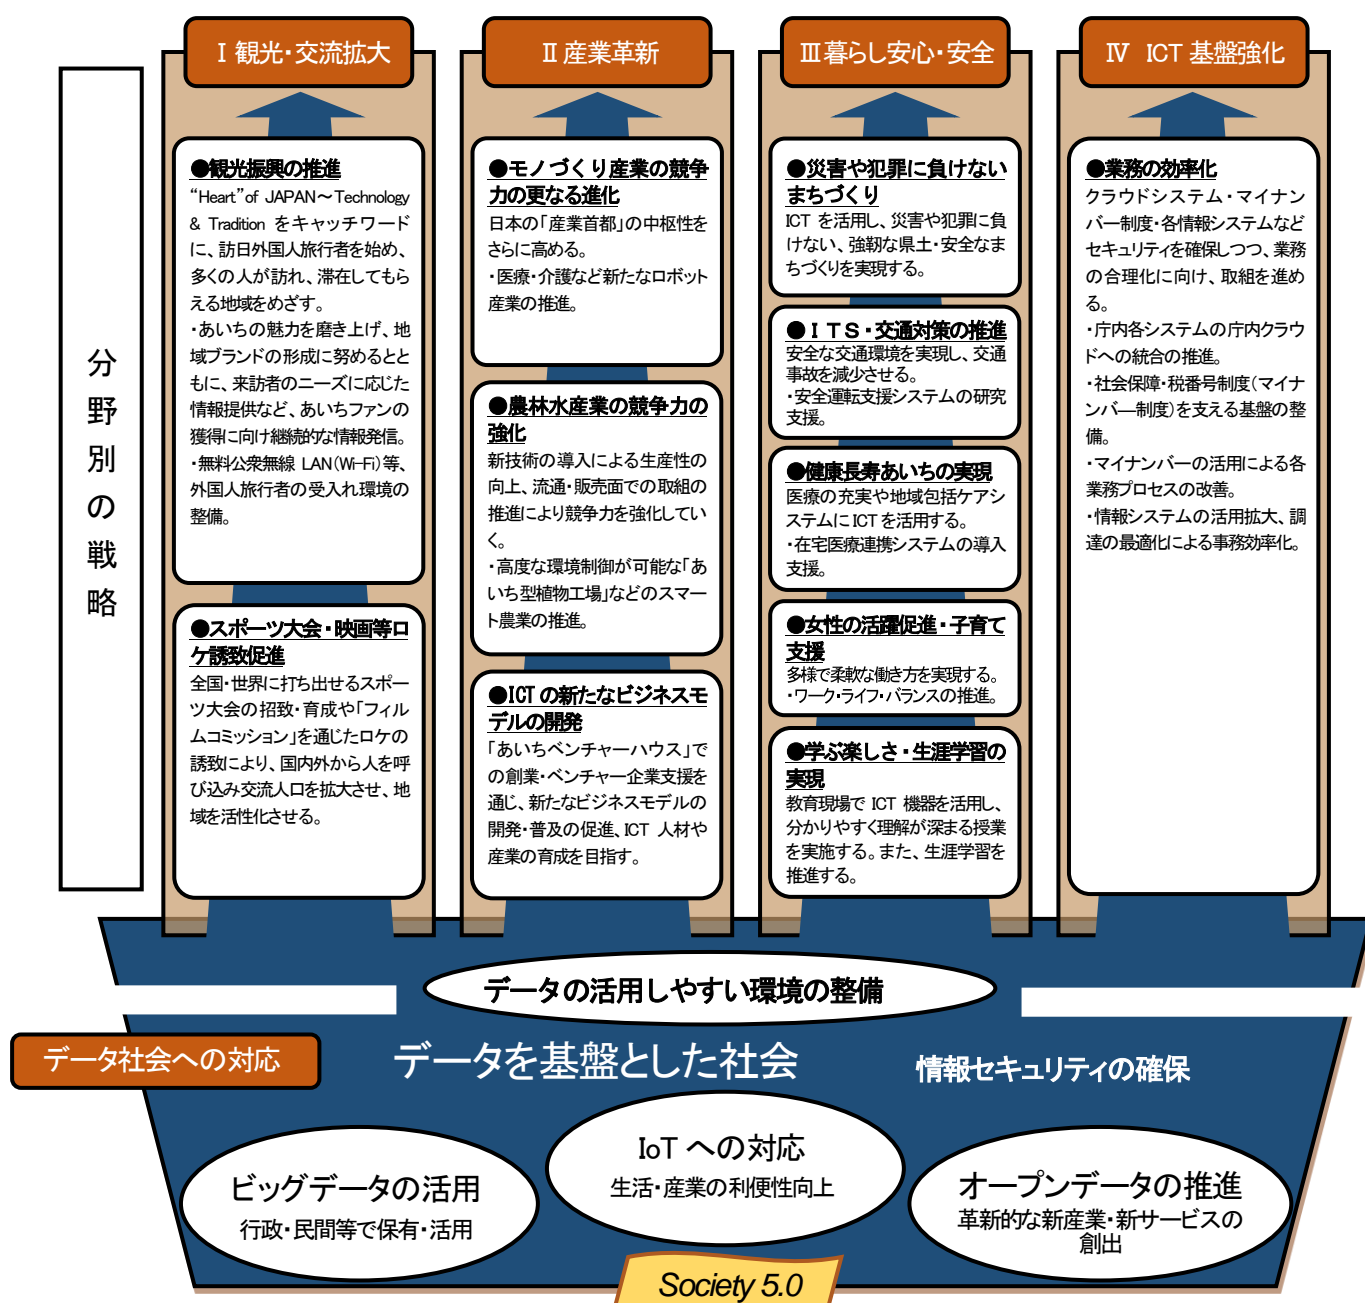 Ⅰ 観光・交流拡大
Ⅱ 産業革新
Ⅲ 暮らし安心・安全
Ⅳ ICT 基盤強化
分野別の戦略
●観光振興の推進
“Heart”of JAPAN～Technology
& Tradition をキャッチワード
に、訪日外国人旅行者を始め、
多くの人が訪れ、滞在してもら
える地域をめざす。
・あいちの魅力を磨き上げ、地
域ブランドの形成に努めるとと
もに、来訪者のニーズに応じた
情報提供など、あいちファンの
獲得に向け継続的な情報発信。
・無料公衆無線 LAN(Wi-Fi)等、
外国人旅行者の受入れ環境の
整備。
●スポーツ大会・映画等ロ
ケ誘致促進
全国・世界に打ち出せるスポー
ツ大会の招致・育成や「フィル
ムコミッション」を通じたロケの
誘致により、国内外から人を呼
び込み交流人口を拡大させ、地
域を活性化させる。
●モノづくり産業の競争
力の更なる進化
日本の「産業首都」の中枢性を
さらに高める。
・医療・介護など新たなロボット
産業の推進。
●農林水産業の競争力の
強化
新技術の導入による生産性の
向上、流通・販売面での取組の
推進により競争力を強化してい
く。
・高度な環境制御が可能な「あ
いち型植物工場」などのスマー
ト農業の推進。
●ICT の新たなビジネスモ
デルの開発
「あいちベンチャーハウス」で
の創業・ベンチャー企業支援を
通じ、新たなビジネスモデルの
開発・普及の促進、ICT 人材や
産業の育成を目指す。
●災害や犯罪に負けない
まちづくり
ICT を活用し、災害や犯罪に負
けない、強靭な県土・安全なま
ちづくりを実現する。
●ＩＴＳ・交通対策の推進
安全な交通環境を実現し、交通
事故を減少させる。
・安全運転支援システムの研究
支援。
●健康長寿あいちの実現
医療の充実や地域包括ケアシ
ステムにICTを活用する。
・在宅医療連携システムの導入
支援。
●女性の活躍促進・子育て
支援
多様で柔軟な働き方を実現する。
・ワーク・ライフ・バランスの推進。
●学ぶ楽しさ・生涯学習の
実現
教育現場で ICT 機器を活用し、
分かりやすく理解が深まる授業
を実施する。また、生涯学習を
推進する。
●業務の効率化
クラウドシステム・マイナン
バー制度・各情報システムなど
セキュリティを確保しつつ、業務
の合理化に向け、取組を進め
る。
・庁内各システムの庁内クラウ
ドへの統合の推進。
・社会保障・税番号制度（マイナ
ンバ―制度）を支える基盤の整
備。
・マイナンバーの活用による各
業務プロセスの改善。
・情報システムの活用拡大、調
達の最適化による事務効率化。
データの活用しやすい環境の整備
データ社会への対応
データを基盤とした社会
情報セキュリティの確保
IoT への対応
生活・産業の利便性向上
ビッグデータの活用
行政・民間等で保有・活用
オープンデータの推進
革新的な新産業・新サービスの
創出
Society 5.0